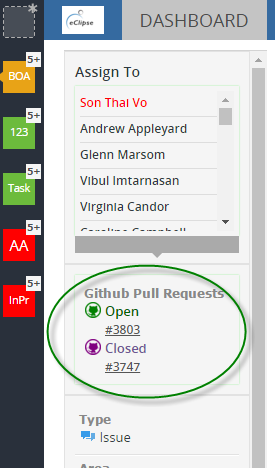 eClipse
DASHBOARD
5+
BOA
5+
123
5+
Task
5+
AA
5+
InPr
Assign To
Son Thai Vo
Andrew Appleyard
Glenn Marsom
Vibul Imtarnasan
Virginia Candor
Caroline Campbell
Github Pull Requests
Open
#3803
Closed
#3747
Type
Issue
Area